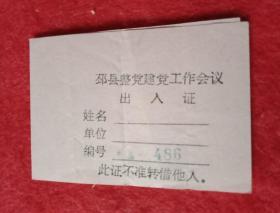 邳县整党建党工作会议
出入证
姓名
单位
编号 486
此证不准转借他人。